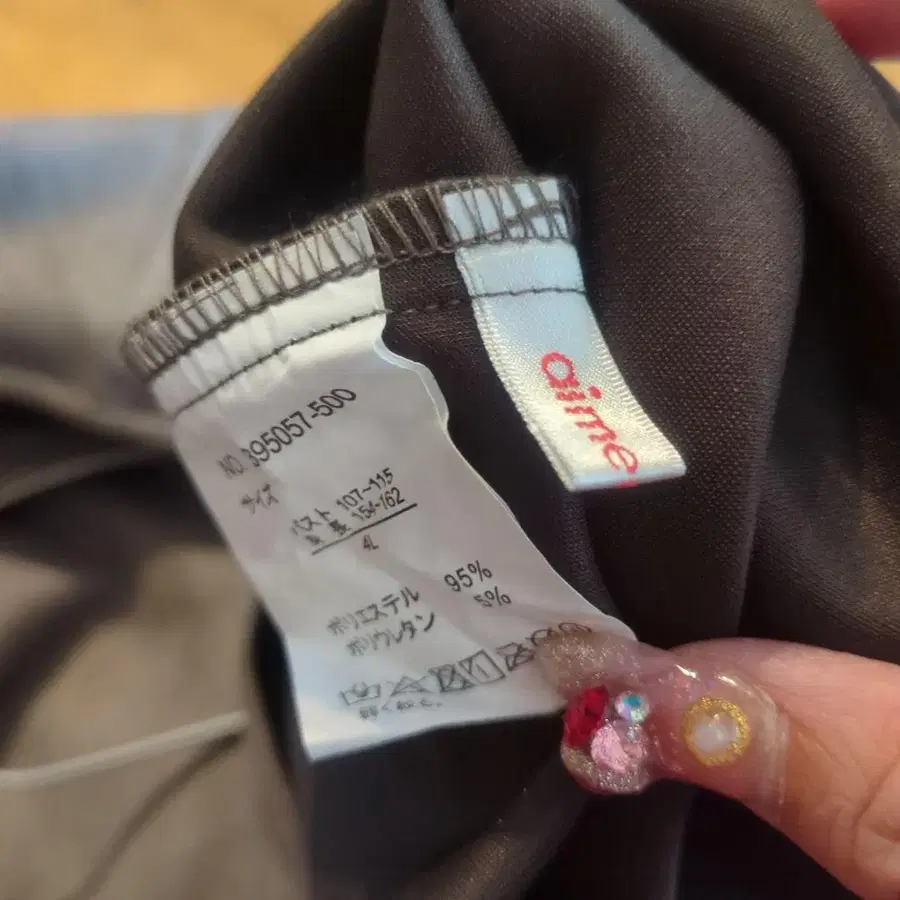 NO. 395057-500
サイズ
バスト 107~115
身 長 154~162
4L
ポリエステル 95%
ポリウレタン 5%
aime